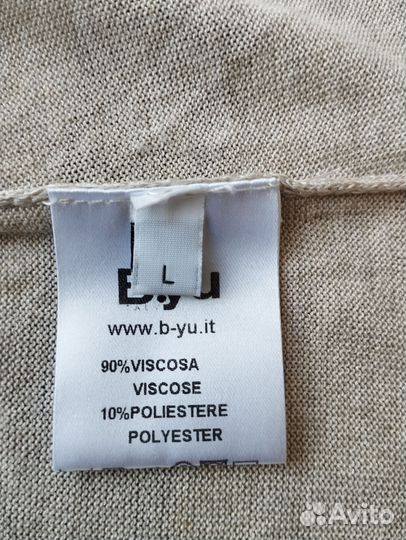 L
B.yu
www.b-yu.it
90%VISCOSA
VISCOSE
10%POLIESTERE
POLYESTER
Avito